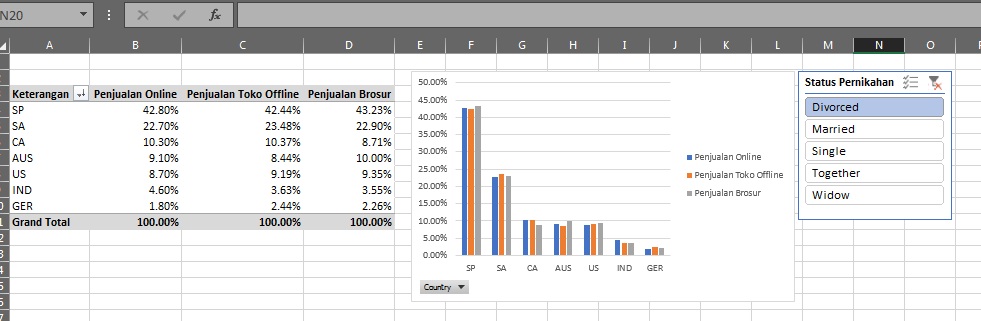 N20
fx
A B C D E F G H I J K L M N O
Keterangan Penjualan Online Penjualan Toko Offline Penjualan Brosur
SP 42.80% 42.44% 43.23%
SA 22.70% 23.48% 22.90%
CA 10.30% 10.37% 8.71%
AUS 9.10% 8.44% 10.00%
US 8.70% 9.19% 9.35%
IND 4.60% 3.63% 3.55%
GER 1.80% 2.44% 2.26%
Grand Total 100.00% 100.00% 100.00%
50.00%
45.00%
40.00%
35.00%
30.00%
25.00%
20.00%
15.00%
10.00%
5.00%
0.00%
SP SA CA AUS US IND GER
Penjualan Online
Penjualan Toko Offline
Penjualan Brosur
Country
Status Pernikahan
Divorced
Married
Single
Together
Widow